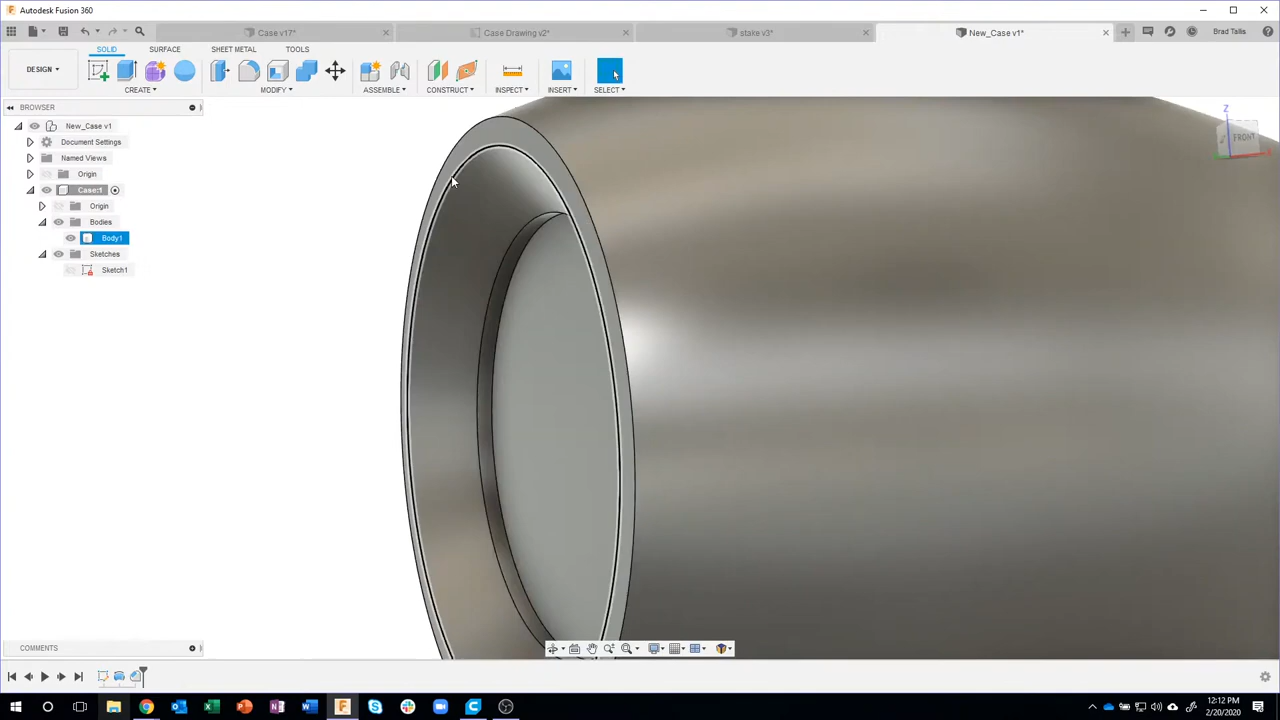 Autodesk Fusion 360
Case v17*
Case Drawing v2*
stake v3*
New_Case v1*
Brad Tallis
SOLID
SURFACE
SHEET METAL
TOOLS
DESIGN
CREATE
MODIFY
ASSEMBLE
CONSTRUCT
INSPECT
INSERT
SELECT
BROWSER
New_Case v1
Document Settings
Named Views
Origin
Case:1
Origin
Bodies
Body1
Sketches
Sketch1
Z
FRONT
X
COMMENTS
12:12 PM
2/20/2020